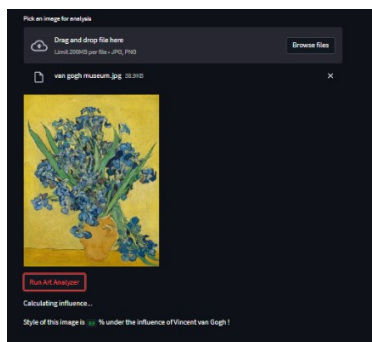 Pick an image for analysis
Drag and drop file here
Limit 200MB per file • JPG, PNG
Browse files
van gogh museum.jpg 38.9KB
Run Art Analyzer
Calculating influence...
Style of this image is % under the influence of Vincent van Gogh !